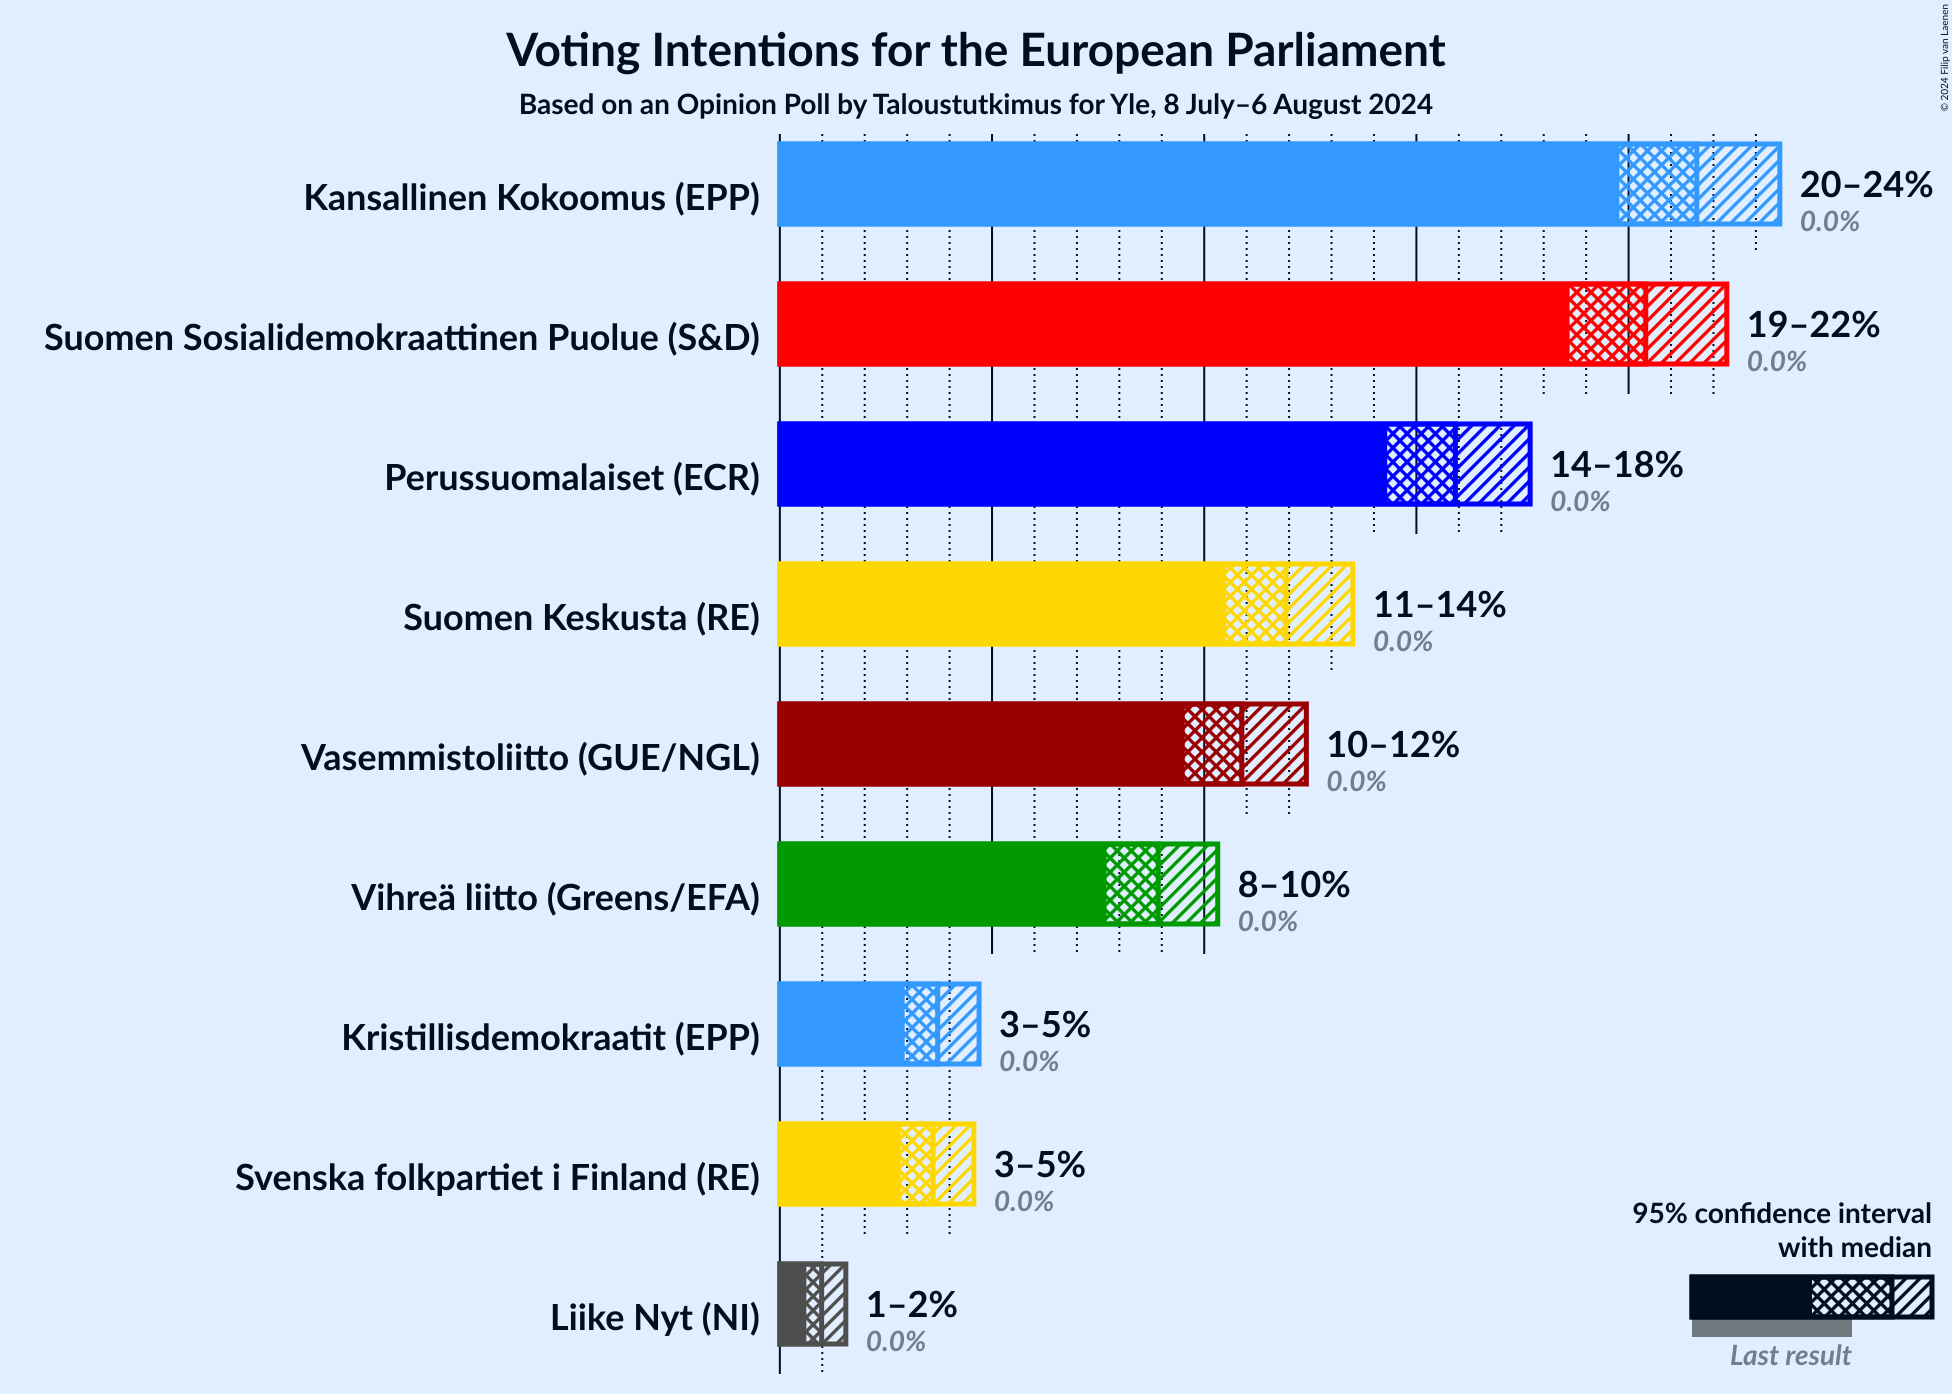 Voting Intentions for the European Parliament
Based on an Opinion Poll by Taloustutkimus for Yle, 8 July–6 August 2024
© 2024 Filip van Laenen
Kansallinen Kokoomus (EPP)
20–24%
0.0%
Suomen Sosialidemokraattinen Puolue (S&D)
19–22%
0.0%
Perussuomalaiset (ECR)
14–18%
0.0%
Suomen Keskusta (RE)
11–14%
0.0%
Vasemmistoliitto (GUE/NGL)
10–12%
0.0%
Vihreä liitto (Greens/EFA)
8–10%
0.0%
Kristillisdemokraatit (EPP)
3–5%
0.0%
Svenska folkpartiet i Finland (RE)
3–5%
0.0%
Liike Nyt (NI)
1–2%
0.0%
95% confidence interval
with median
Last result